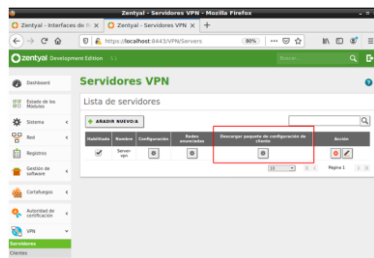 Zentyal - Servidores VPN - Mozilla Firefox
Zentyal - Interfaces de R
Zentyal - Servidores VPN
https://localhost:8443/VPN/Servers
80%
zentyal Development Edition 5.1
Buscar...
Dashboard
Estado de los Módulos
Sistema
Red
Registros
Gestión de software
Cortafuegos
Autoridad de certificación
VPN
Servidores
Clientes
Servidores VPN
Lista de servidores
AÑADIR NUEVO/A
Habilitado Nombre Configuración Redes anunciadas Descargar paquete de configuración de cliente Acción
Server-vpn
10
Página 1